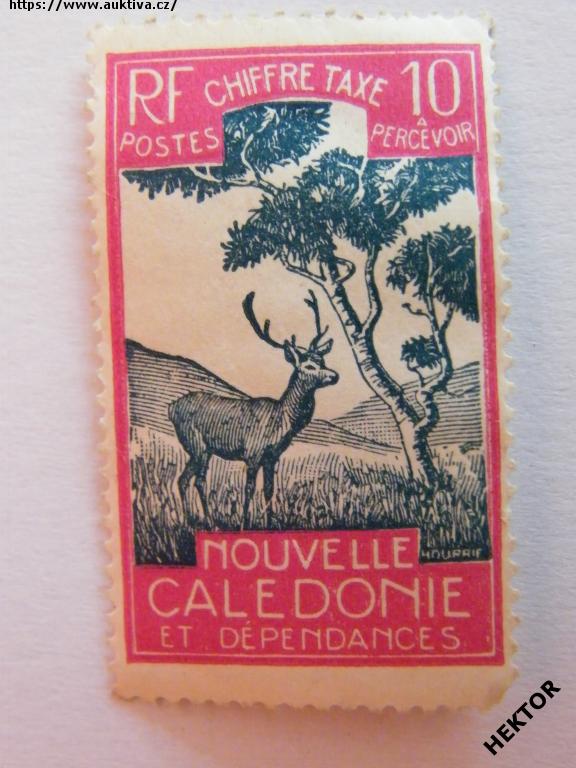 https://www.auktiva.cz/
RF CHIFFRE TAXE 10
POSTES À PERCEVOIR
NOUVELLE
HOURRIE
CALEDONIE
ET DÉPENDANCES
HEKTOR